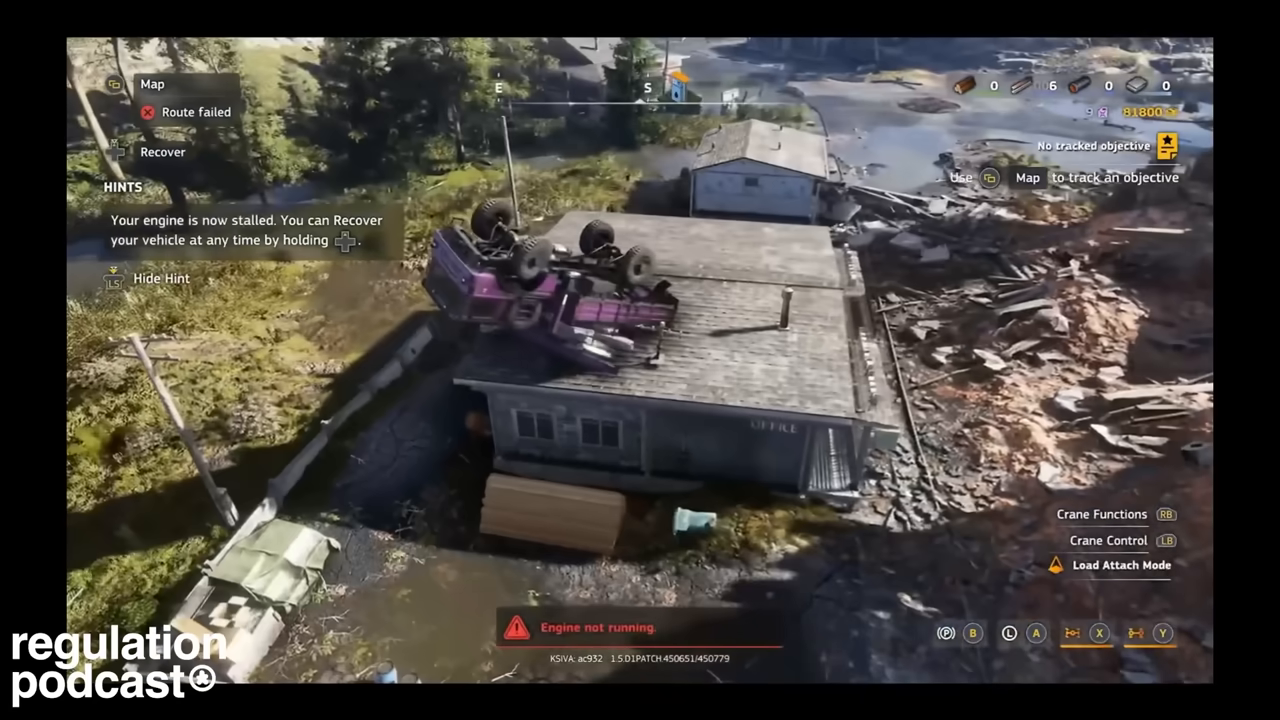 Map
Route failed
Recover
HINTS
Your engine is now stalled. You can Recover
your vehicle at any time by holding
LS Hide Hint
E
S
0
6
0
0
9
81800
No tracked objective
Use Map to track an objective
OFFICE
Crane Functions RB
Crane Control LB
Load Attach Mode
P B L A X Y
Engine not running.
KSIVA: ac932 1.5.D1PATCH 450651/450779
regulation
podcast